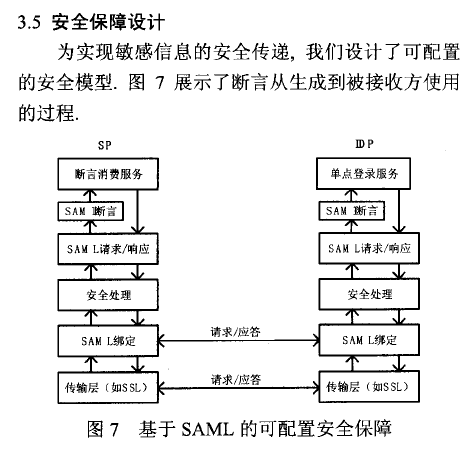 3.5 安全保障设计
为实现敏感信息的安全传递, 我们设计了可配置
的安全模型. 图 7 展示了断言从生成到被接收方使用
的过程.
SP
IDP
断言消费服务
单点登录服务
SAM L断言
SAM L断言
SAM L请求/响应
SAM L请求/响应
安全处理
安全处理
SAM L绑定
请求/应答
SAM L绑定
传输层（如SSL）
请求/应答
传输层（如SSL）
图 7 基于 SAML 的可配置安全保障